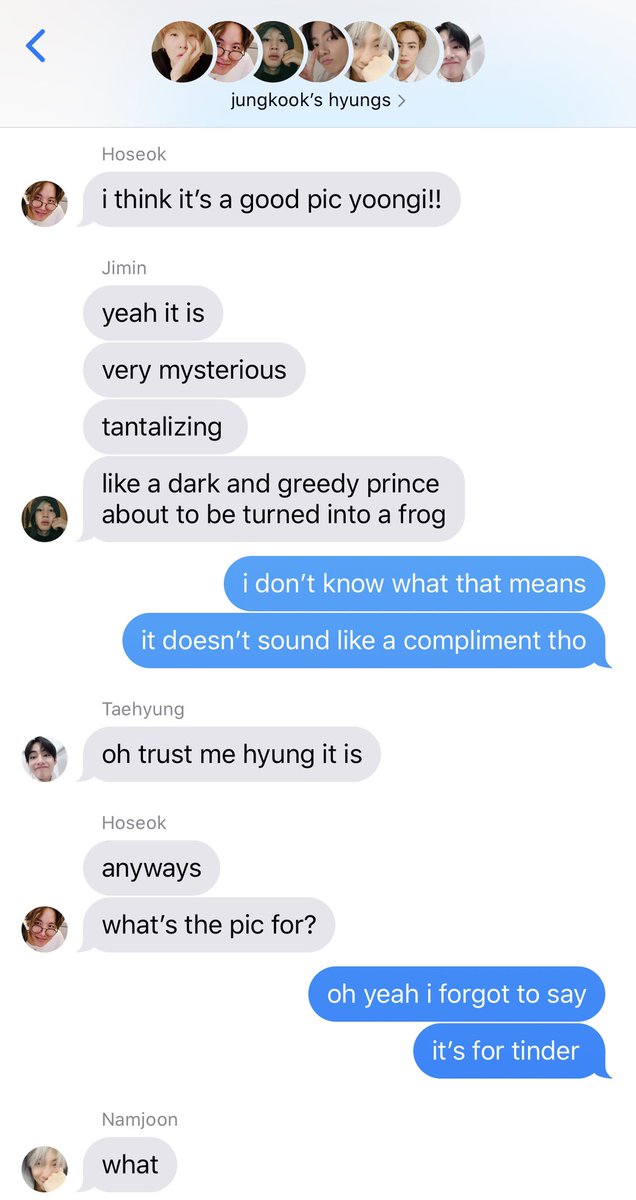 jungkook’s hyungs
Hoseok
i think it’s a good pic yoongi!!
Jimin
yeah it is
very mysterious
tantalizing
like a dark and greedy prince
about to be turned into a frog
i don’t know what that means
it doesn’t sound like a compliment tho
Taehyung
oh trust me hyung it is
Hoseok
anyways
what’s the pic for?
oh yeah i forgot to say
it’s for tinder
Namjoon
what